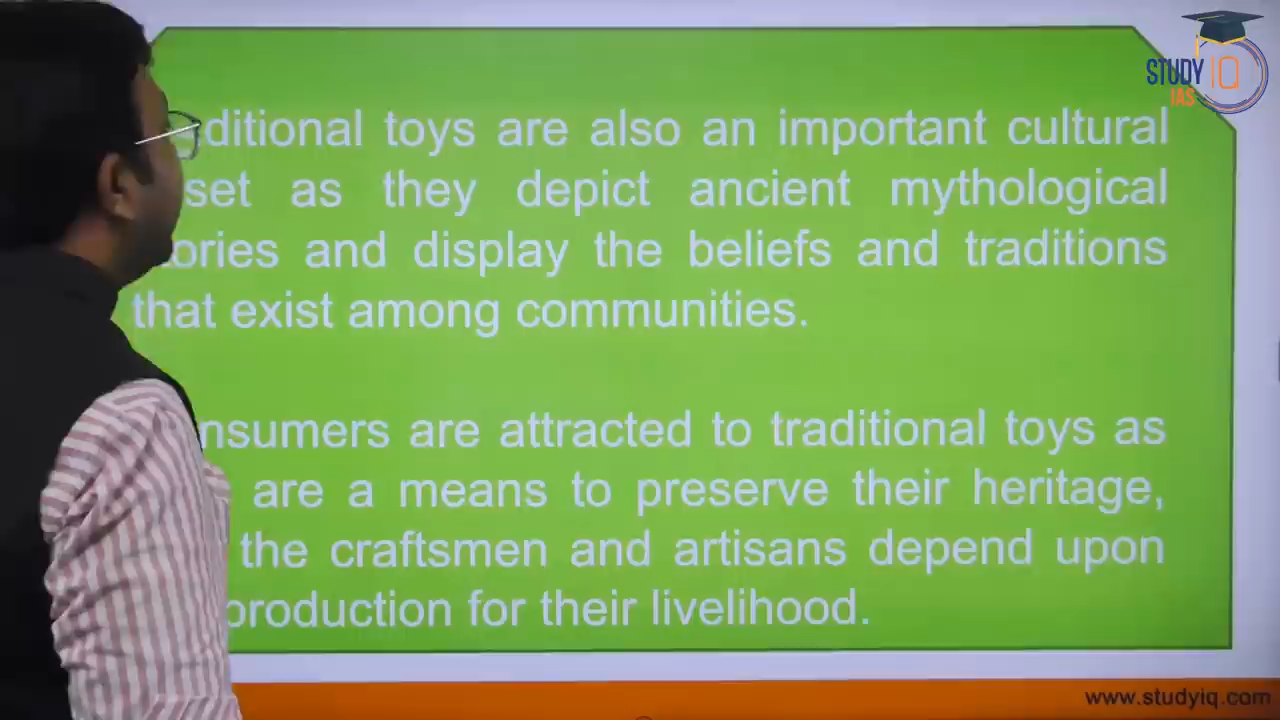 STUDY IQ
IAS
ditional toys are also an important cultural
set as they depict ancient mythological
tories and display the beliefs and traditions
that exist among communities.
nsumers are attracted to traditional toys as
are a means to preserve their heritage,
the craftsmen and artisans depend upon
production for their livelihood.
www.studyiq.com